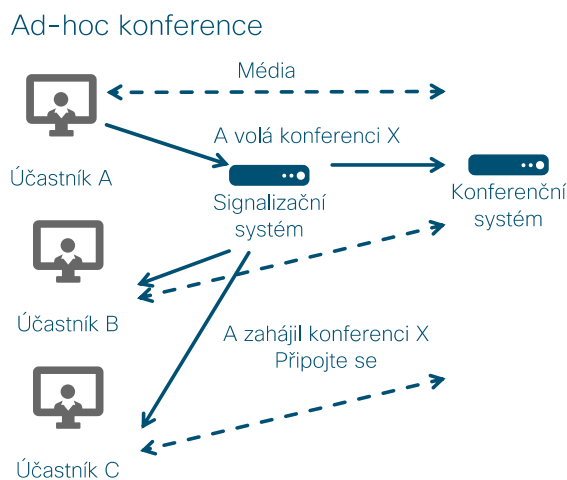 Ad-hoc konference
Média
A volá konferenci X
Účastník A
Signalizační
systém
Konferenční
systém
Účastník B
A zahájil konferenci X
Připojte se
Účastník C